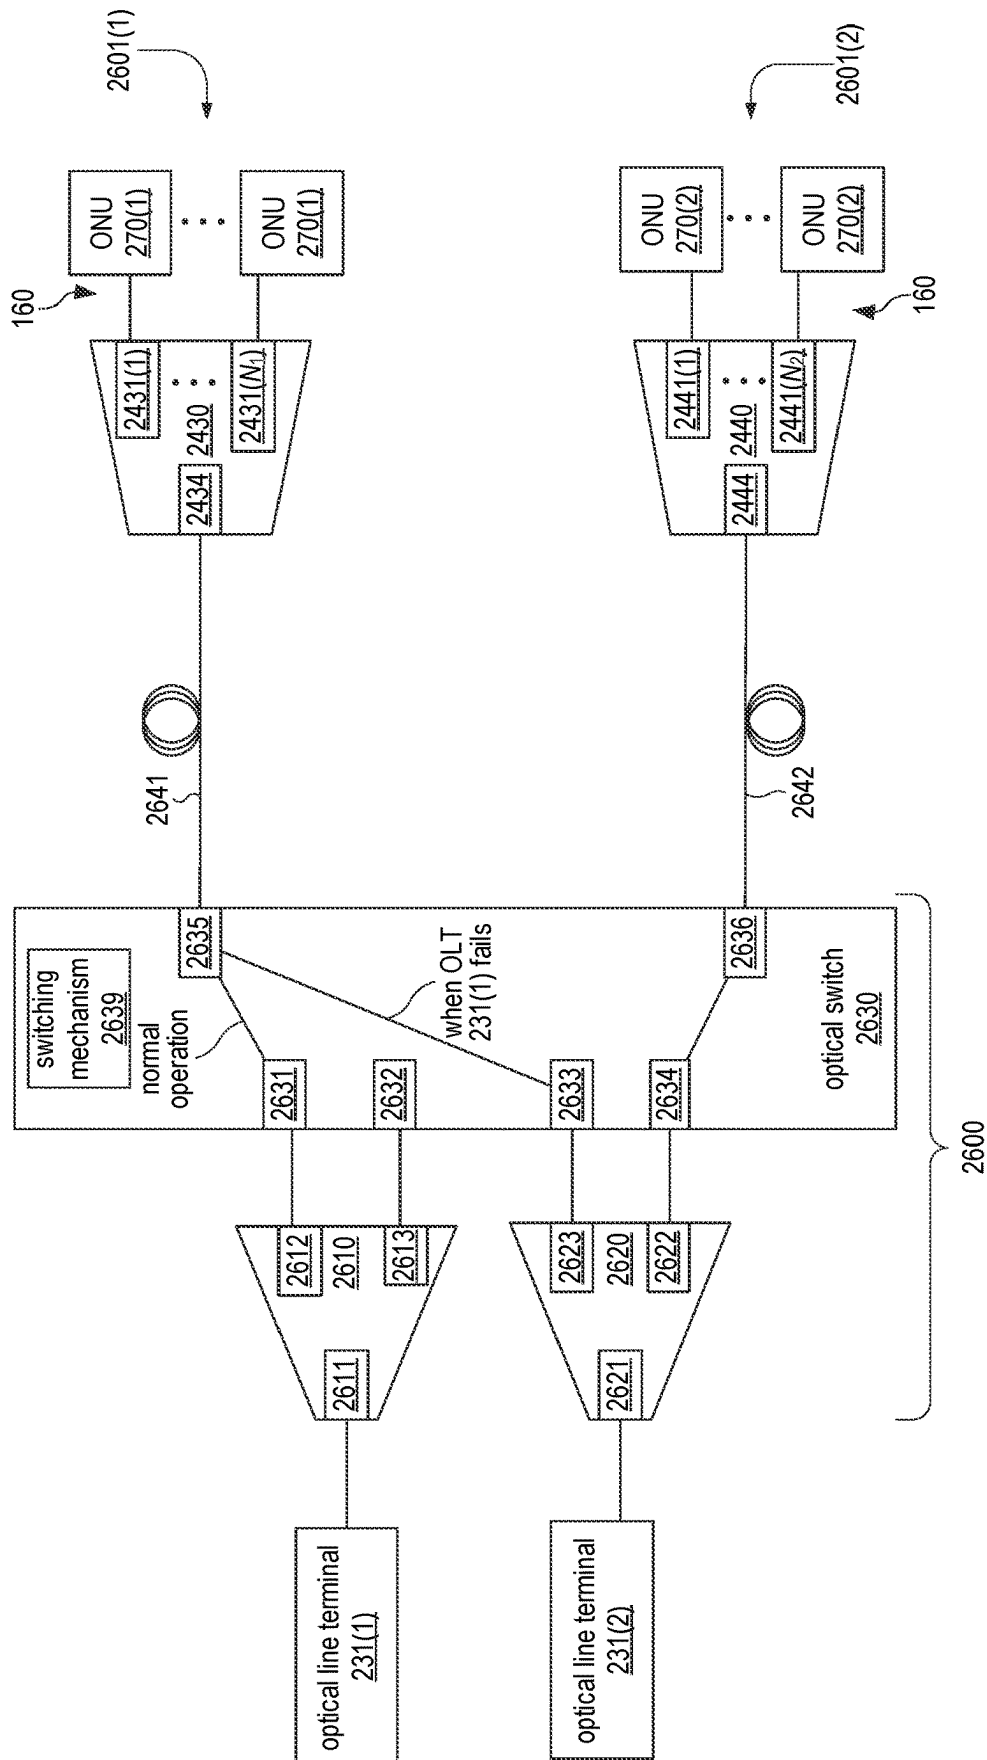 optical line terminal
231(1)
optical line terminal
231(2)
2611
2612
2610
2613
2621
2623
2620
2622
switching
mechanism
2639
normal
operation
2631
2632
2633
2634
2635
2636
when OLT
231(1) fails
optical switch
2630
2600
2641
2642
2434
2430
2431(1)
2431(N₁)
2444
2440
2441(1)
2441(N₂)
160
160
ONU
270(1)
ONU
270(1)
ONU
270(2)
ONU
270(2)
2601(1)
2601(2)